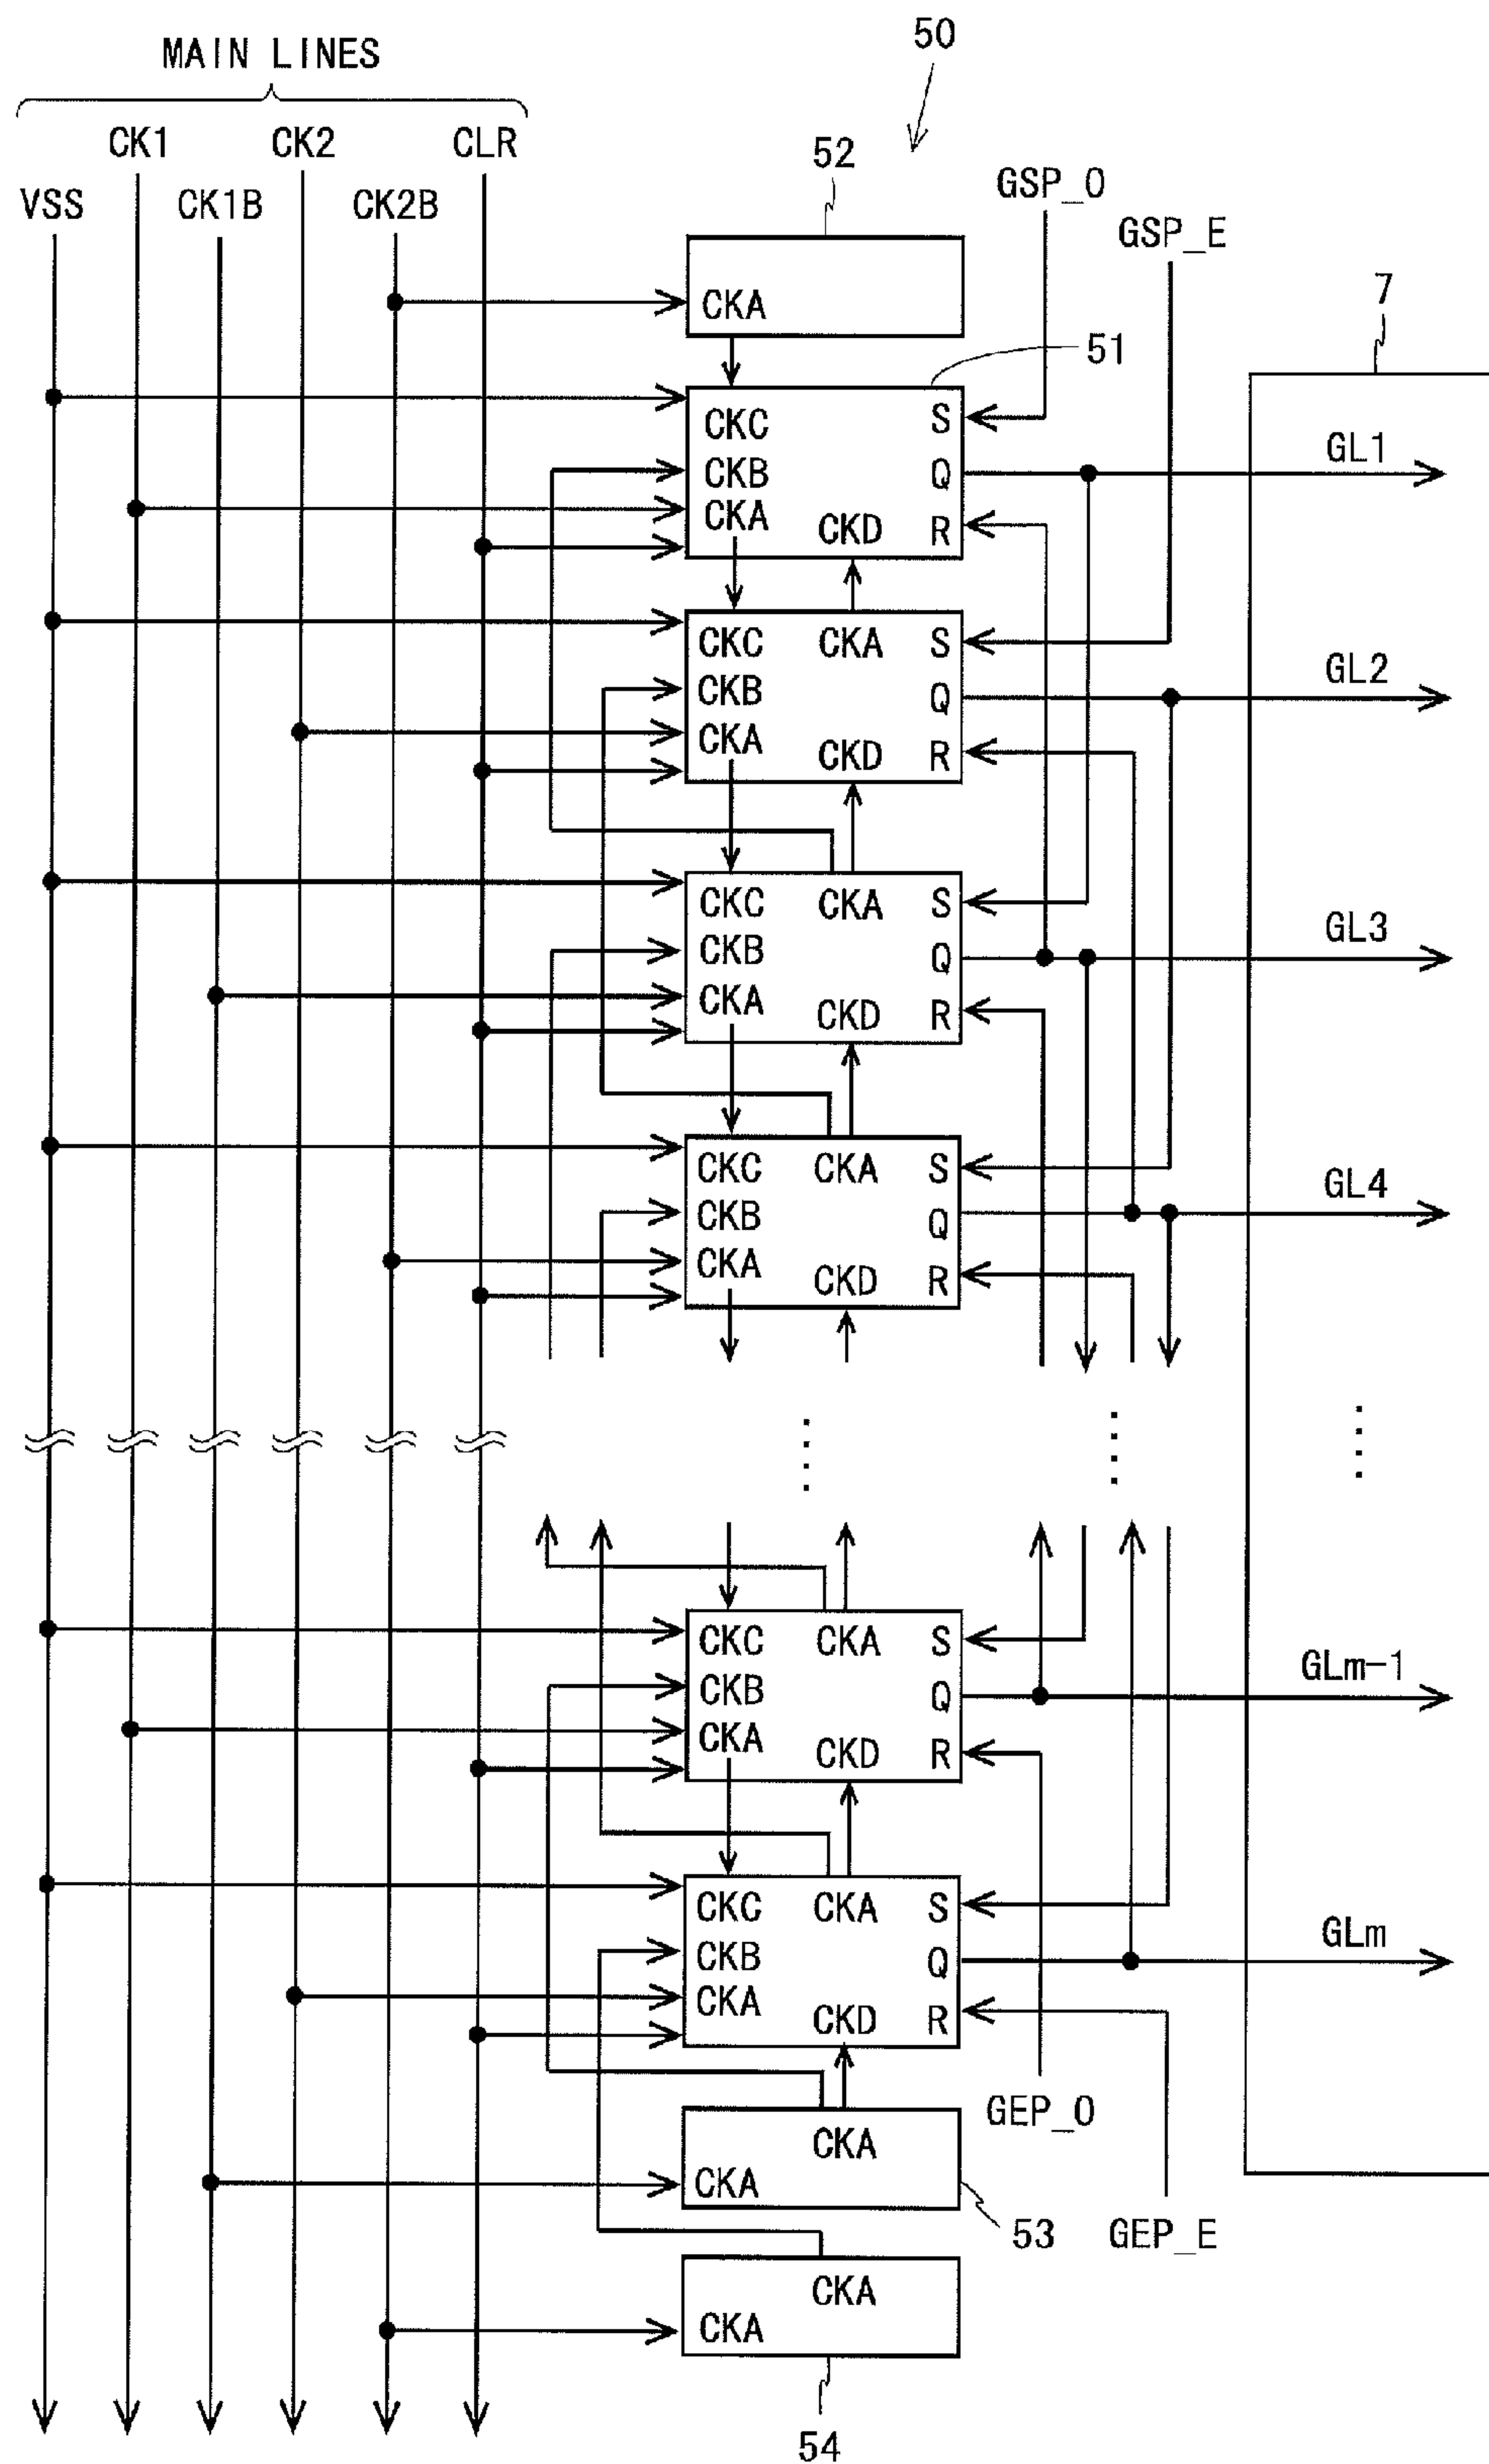 50
MAIN LINES
CK1 CK2 CLR
VSS CK1B CK2B
52
GSP_O
GSP_E
7
CKA
51
CKC S
CKB Q GL1
CKA CKD R
CKC CKA S
CKB Q GL2
CKA CKD R
CKC CKA S
CKB Q GL3
CKA CKD R
CKC CKA S
CKB Q GL4
CKA CKD R
CKC CKA S
CKB Q GLm-1
CKA CKD R
CKC CKA S
CKB Q GLm
CKA CKD R
GEP_O
CKA
CKA
53 GEP_E
CKA
CKA
54